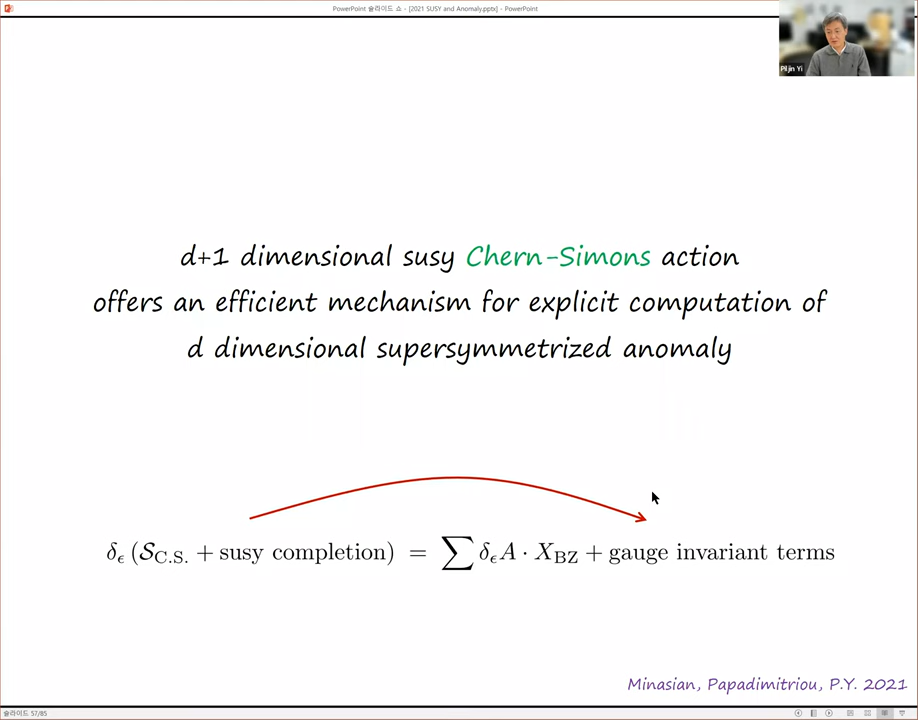 PowerPoint 슬라이드 쇼 - [2021 SUSY and Anomaly.pptx] - PowerPoint
Piljin Yi
d+1 dimensional susy Chern-Simons action
offers an efficient mechanism for explicit computation of
d dimensional supersymmetrized anomaly
δ_ϵ (𝒮_C.S. + susy completion) = ∑ δ_ϵ A · X_BZ + gauge invariant terms
Minasian, Papadimitriou, P.Y. 2021
슬라이드 57/85